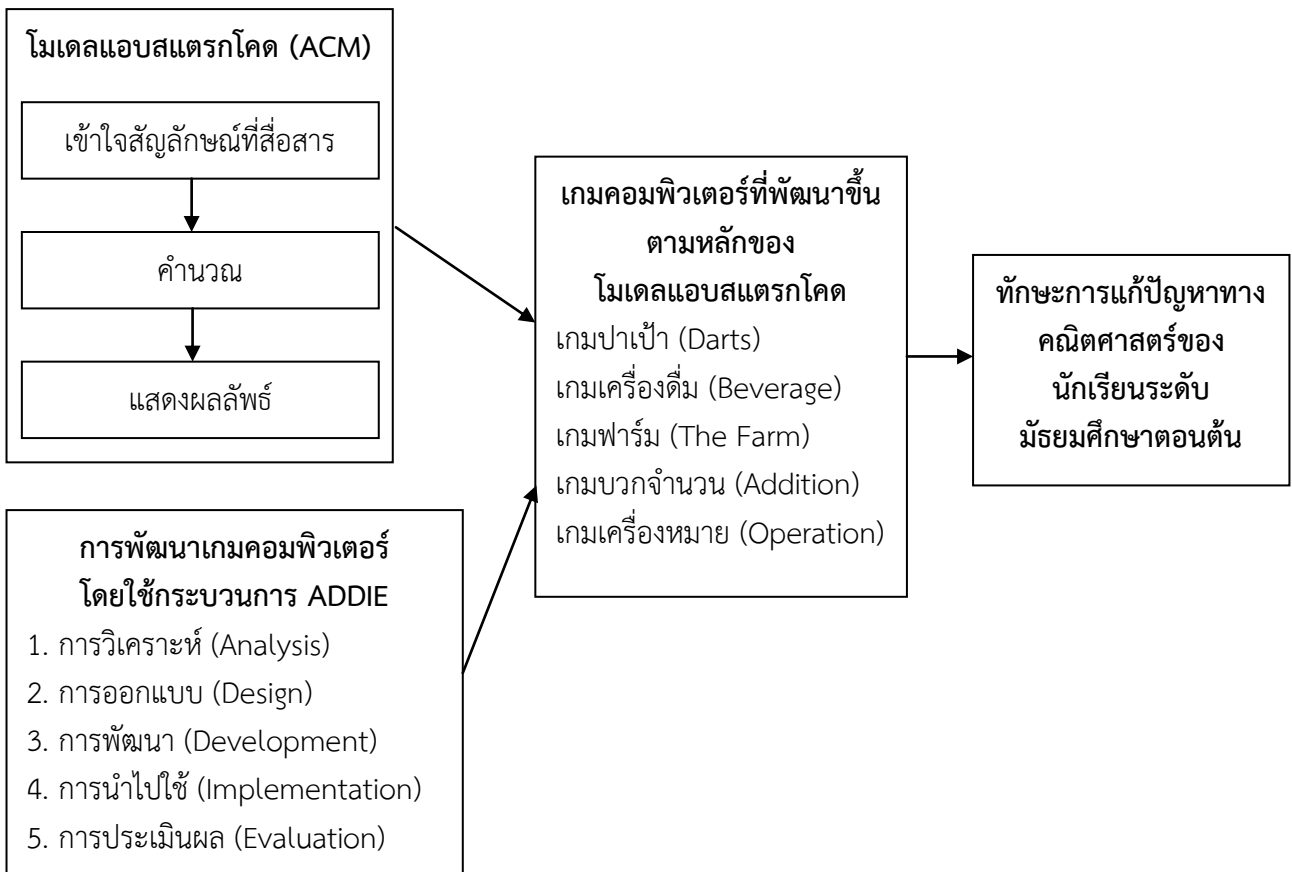 โมเดลแอบสแตรกโคด (ACM)
เข้าใจสัญลักษณ์ที่สื่อสาร
คำนวณ
แสดงผลลัพธ์
การพัฒนาเกมคอมพิวเตอร์
โดยใช้กระบวนการ ADDIE
1. การวิเคราะห์ (Analysis)
2. การออกแบบ (Design)
3. การพัฒนา (Development)
4. การนำไปใช้ (Implementation)
5. การประเมินผล (Evaluation)
เกมคอมพิวเตอร์ที่พัฒนาขึ้น
ตามหลักของ
โมเดลแอบสแตรกโคด
เกมปาเป้า (Darts)
เกมเครื่องดื่ม (Beverage)
เกมฟาร์ม (The Farm)
เกมบวกจำนวน (Addition)
เกมเครื่องหมาย (Operation)
ทักษะการแก้ปัญหาทาง
คณิตศาสตร์ของ
นักเรียนระดับ
มัธยมศึกษาตอนต้น